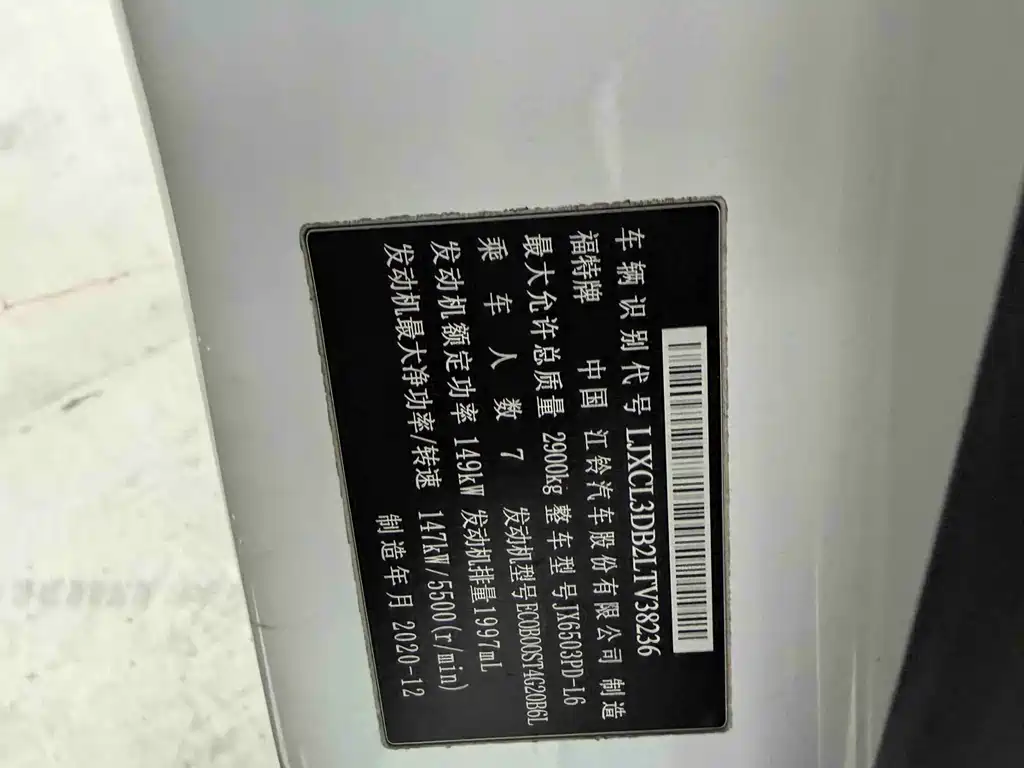 车辆识别代号 LJXCL3DB2LTV38236
福特牌 中国 江铃汽车股份有限公司 制造
最大允许总质量 2900kg 整车型号 JX6503PD-L6
乘车人数 7 发动机型号 ECOBOOST4G20B6L
发动机额定功率 149kW 发动机排量 1997mL
发动机最大净功率/转速 147kW/5500(r/min)
制造年月 2020-12